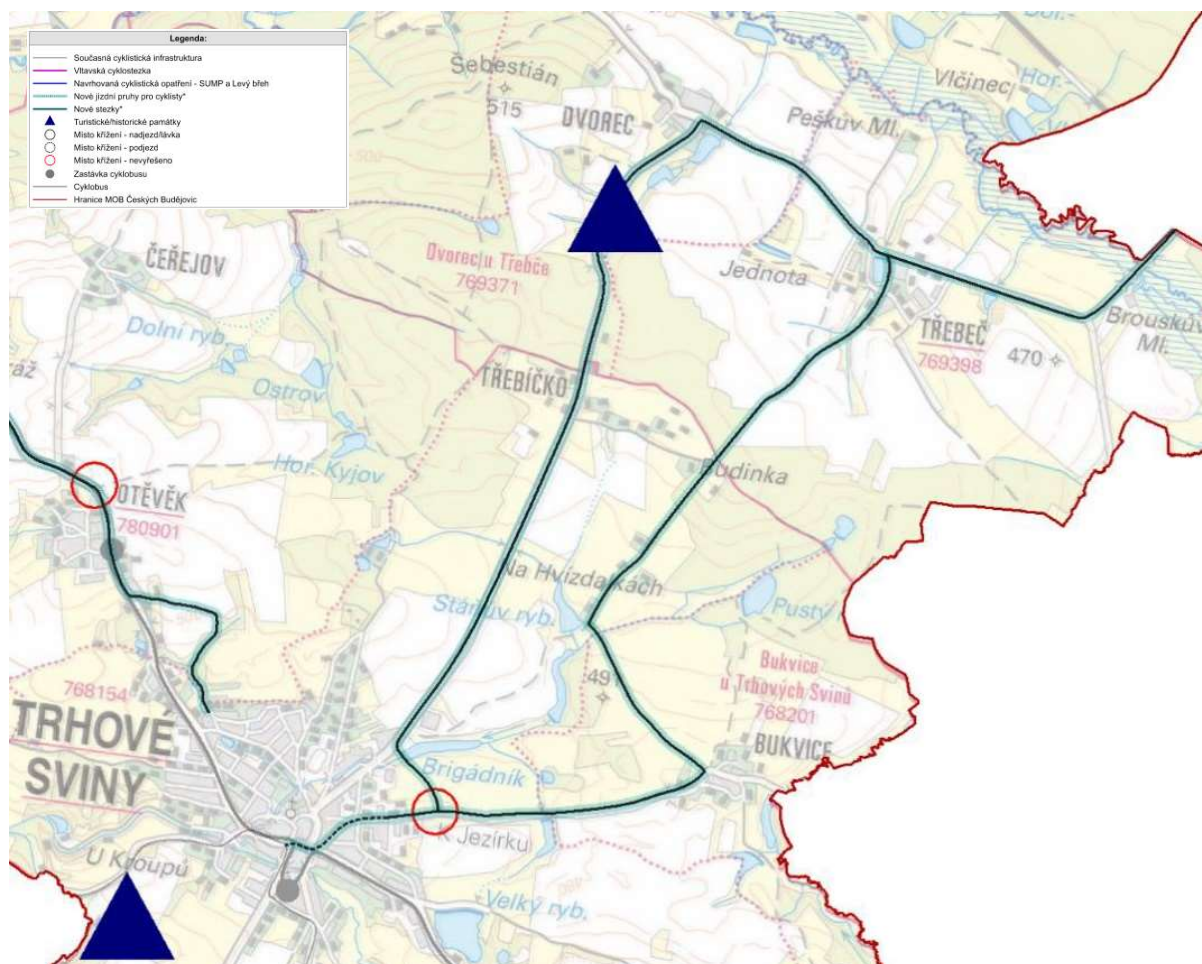 Legenda:
Současná cyklistická infrastruktura
Vltavská cyklostezka
Navrhovaná cyklistická opatření - SUMP a Levý břeh
Nové jízdní pruhy pro cyklisty*
Nové stezky*
Turistické/historické památky
Místo křížení - nadjezd/lávka
Místo křížení - podjezd
Místo křížení - nevyřešeno
Zastávka cyklobusu
Cyklobus
Hranice MOB Českých Budějovic
Šebestián
515
DVOREC
Vlčinec
Hor.
Peškův Ml.
ČEŘEJOV
Dvorec u Třebče
769371
Jednota
Brouskův
Ml.
Dolní ryb.
TŘEBEČ
769398
470
TŘEBÍČKO
Ostrov
Hor. Kyjov
Budinka
OTĚVĚK
780901
Na Hvízdalkách
Stárův ryb.
Pustý
49
Bukvice
u Trhových Svinů
768201
768154
TRHOVÉ
SVINY
BUKVICE
Brigádník
K Jezírku
U Kroupů
Velký ryb.
480